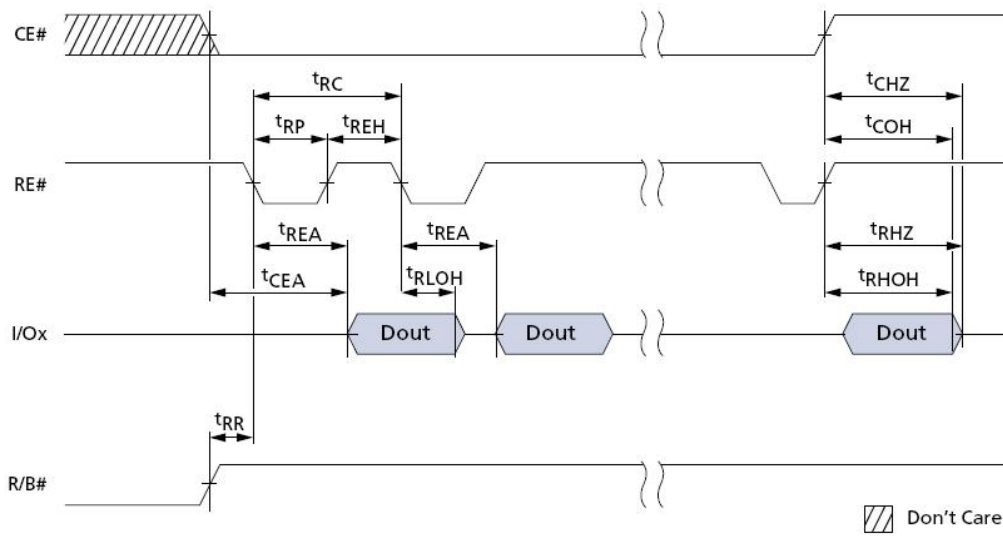 CE#
tRC
tCHZ
tRP
tREH
tCOH
RE#
tREA
tREA
tRHZ
tCEA
tRLOH
tRHOH
I/Ox
Dout
Dout
Dout
tRR
R/B#
Don't Care